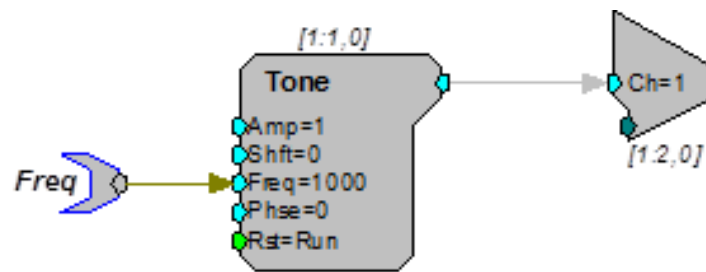 [1:1,0]
Tone
Ch=1
Amp=1
Shft=0
[1:2,0]
Freq
Freq=1000
Phse=0
Rst=Run